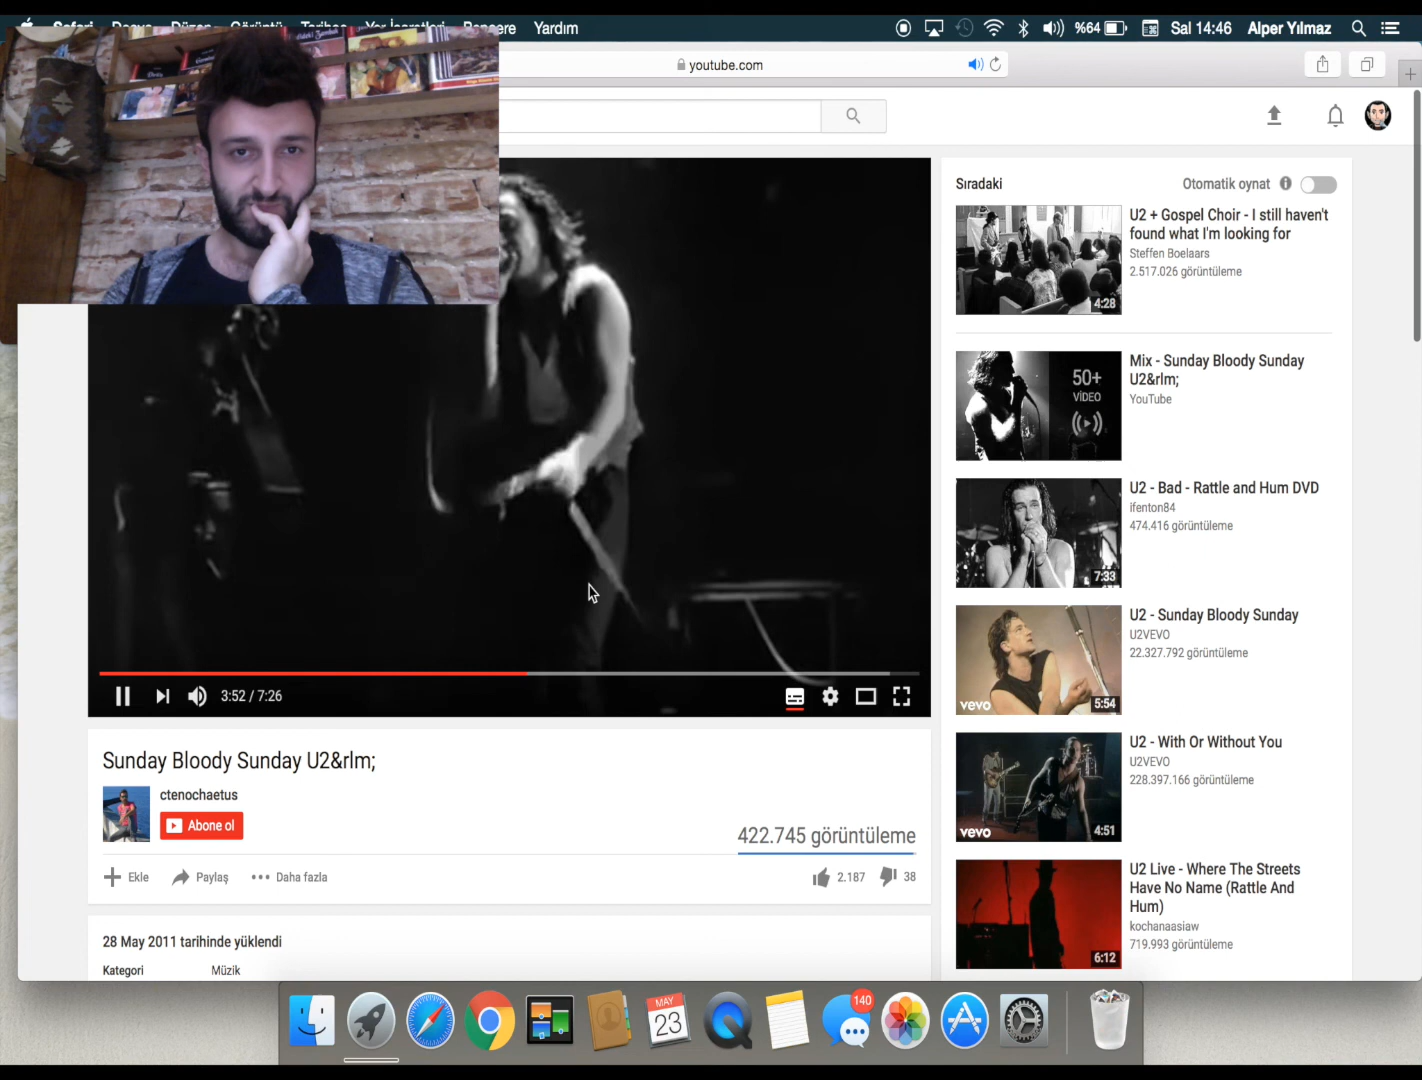 Yardım
%64
Sal 14:46
Alper Yılmaz
youtube.com
Sıradaki
Otomatik oynat
U2 + Gospel Choir - I still haven't
found what I'm looking for
Steffen Boelaars
2.517.026 görüntüleme
4:28
Mix - Sunday Bloody Sunday
U2&rlm;
YouTube
50+
VİDEO
U2 - Bad - Rattle and Hum DVD
ifenton84
474.416 görüntüleme
7:33
U2 - Sunday Bloody Sunday
U2VEVO
22.327.792 görüntüleme
vevo
5:54
U2 - With Or Without You
U2VEVO
228.397.166 görüntüleme
vevo
4:51
U2 Live - Where The Streets
Have No Name (Rattle And
Hum)
kochanaasiaw
719.993 görüntüleme
6:12
3:52 / 7:26
Sunday Bloody Sunday U2&rlm;
ctenochaetus
Abone ol
422.745 görüntüleme
Ekle
Paylaş
Daha fazla
2.187
38
28 May 2011 tarihinde yüklendi
Kategori
Müzik
MAY
23
140